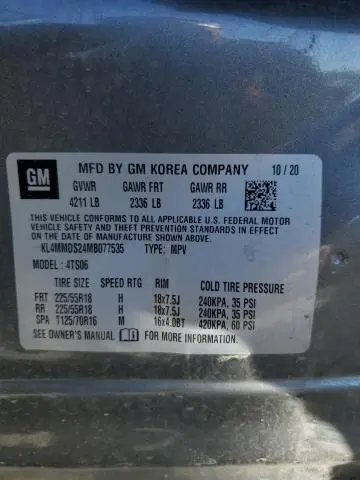 GM
MFD BY GM KOREA COMPANY 10/20
GVWR GAWR FRT GAWR RR
4211 LB 2336 LB 2336 LB
THIS VEHICLE CONFORMS TO ALL APPLICABLE U.S. FEDERAL MOTOR
VEHICLE SAFETY AND THEFT PREVENTION STANDARDS IN EFFECT ON
THE DATE OF MANUFACTURE SHOWN ABOVE.
KL4MMDS24MB077535 TYPE: MPV
MODEL: 4TS06
TIRE SIZE SPEED RTG RIM COLD TIRE PRESSURE
FRT 225/55R18 H 18x7.5J 240KPA, 35 PSI
RR 225/55R18 H 18x7.5J 240KPA, 35 PSI
SPA T125/70R16 M 16x4.0BT 420KPA, 60 PSI
SEE OWNER'S MANUAL FOR MORE INFORMATION.